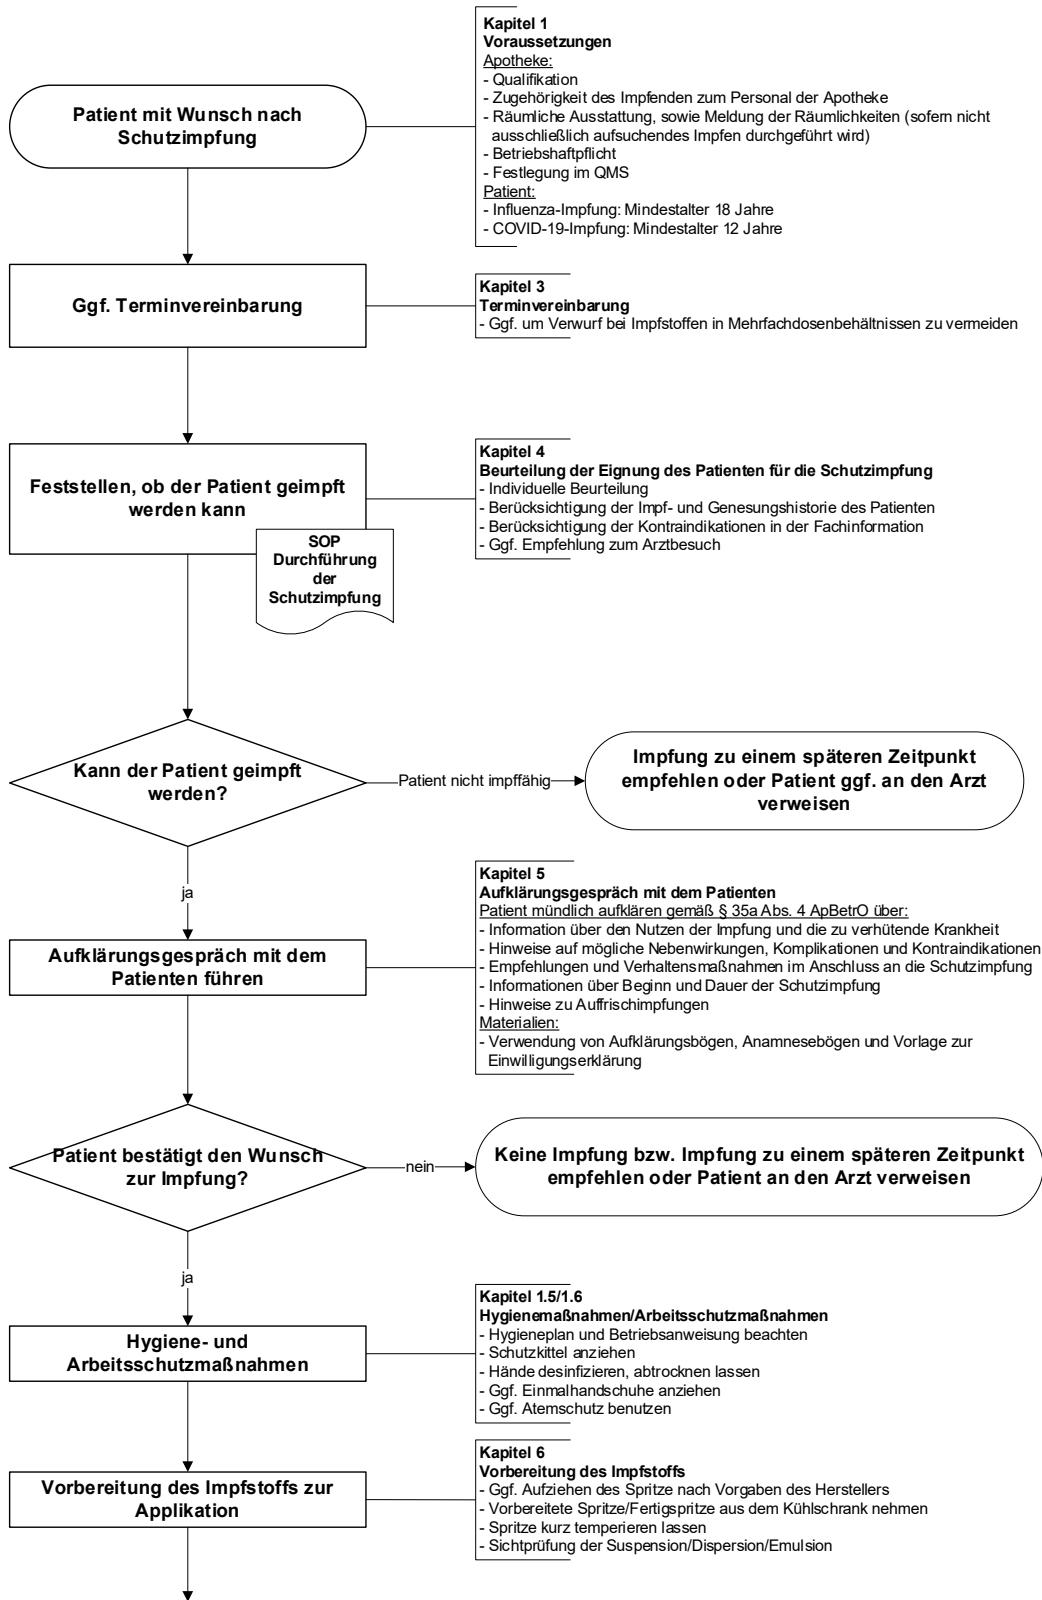 Kapitel 1
Voraussetzungen
Apotheke:
- Qualifikation
- Zugehörigkeit des Impfenden zum Personal der Apotheke
- Räumliche Ausstattung, sowie Meldung der Räumlichkeiten (sofern nicht
ausschließlich aufsuchendes Impfen durchgeführt wird)
- Betriebshaftpflicht
- Festlegung im QMS
Patient:
- Influenza-Impfung: Mindestalter 18 Jahre
- COVID-19-Impfung: Mindestalter 12 Jahre
Patient mit Wunsch nach
Schutzimpfung
Ggf. Terminvereinbarung
Kapitel 3
Terminvereinbarung
- Ggf. um Verwurf bei Impfstoffen in Mehrfachdosenbehältnissen zu vermeiden
Feststellen, ob der Patient geimpft
werden kann
SOP
Durchführung
der
Schutzimpfung
Kapitel 4
Beurteilung der Eignung des Patienten für die Schutzimpfung
- Individuelle Beurteilung
- Berücksichtigung der Impf- und Genesungshistorie des Patienten
- Berücksichtigung der Kontraindikationen in der Fachinformation
- Ggf. Empfehlung zum Arztbesuch
Kann der Patient geimpft
werden?
Patient nicht impffähig
Impfung zu einem späteren Zeitpunkt
empfehlen oder Patient ggf. an den Arzt
verweisen
ja
Aufklärungsgespräch mit dem
Patienten führen
Kapitel 5
Aufklärungsgespräch mit dem Patienten
Patient mündlich aufklären gemäß § 35a Abs. 4 ApBetrO über:
- Information über den Nutzen der Impfung und die zu verhütende Krankheit
- Hinweise auf mögliche Nebenwirkungen, Komplikationen und Kontraindikationen
- Empfehlungen und Verhaltensmaßnahmen im Anschluss an die Schutzimpfung
- Informationen über Beginn und Dauer der Schutzimpfung
- Hinweise zu Auffrischimpfungen
Materialien:
- Verwendung von Aufklärungsbögen, Anamnesebögen und Vorlage zur
Einwilligungserklärung
Patient bestätigt den Wunsch
zur Impfung?
nein
Keine Impfung bzw. Impfung zu einem späteren Zeitpunkt
empfehlen oder Patient an den Arzt verweisen
ja
Hygiene- und
Arbeitsschutzmaßnahmen
Kapitel 1.5/1.6
Hygienemaßnahmen/Arbeitsschutzmaßnahmen
- Hygieneplan und Betriebsanweisung beachten
- Schutzkittel anziehen
- Hände desinfizieren, abtrocknen lassen
- Ggf. Einmalhandschuhe anziehen
- Ggf. Atemschutz benutzen
Vorbereitung des Impfstoffs zur
Applikation
Kapitel 6
Vorbereitung des Impfstoffs
- Ggf. Aufziehen des Spritze nach Vorgaben des Herstellers
- Vorbereitete Spritze/Fertigspritze aus dem Kühlschrank nehmen
- Spritze kurz temperieren lassen
- Sichtprüfung der Suspension/Dispersion/Emulsion